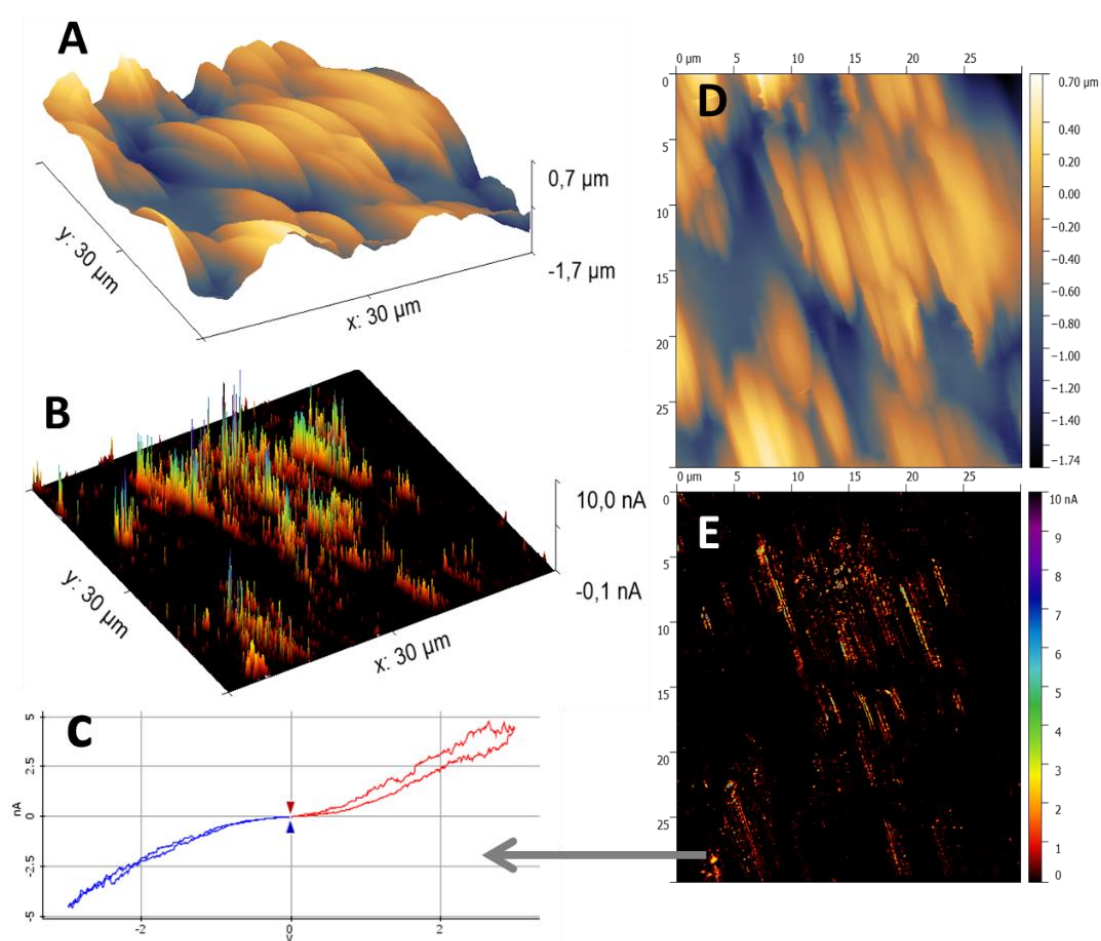 A
0,7 µm
-1,7 µm
y: 30 µm
x: 30 µm
B
10,0 nA
-0,1 nA
y: 30 µm
x: 30 µm
C
5
2.5
0
-2.5
-5
nA
-2
0
2
V
D
0 µm
5
10
15
20
25
0
5
10
15
20
25
0.70 µm
0.40
0.20
0.00
−0.20
−0.40
−0.60
−0.80
−1.00
−1.20
−1.40
−1.74
E
0 µm
5
10
15
20
25
0
5
10
15
20
25
10 nA
9
8
7
6
5
4
3
2
1
0